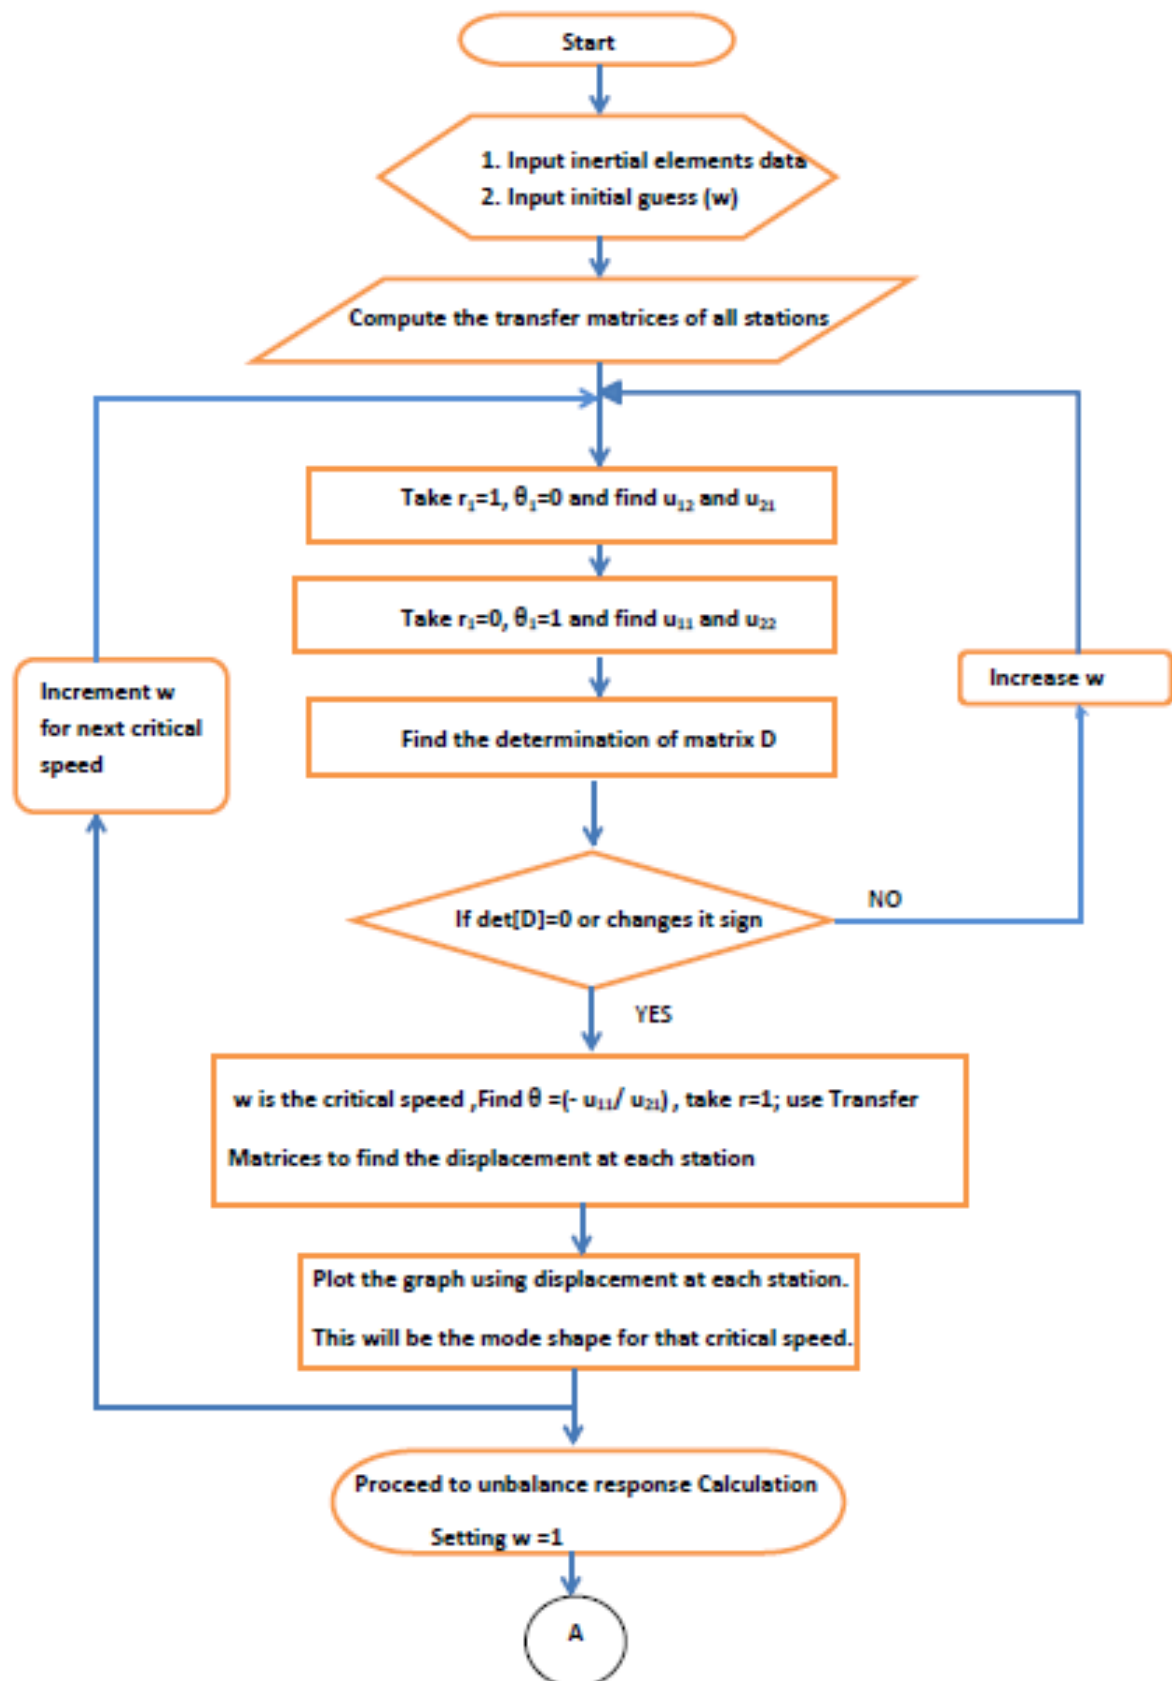 Start
1. Input inertial elements data
2. Input initial guess (w)
Compute the transfer matrices of all stations
Take r₁=1, θ₁=0 and find u₁₂ and u₂₁
Take r₁=0, θ₁=1 and find u₁₁ and u₂₂
Increment w
for next critical
speed
Increase w
Find the determination of matrix D
If det[D]=0 or changes it sign
NO
YES
w is the critical speed ,Find θ =(- u₁₁/ u₂₁) , take r=1; use Transfer
Matrices to find the displacement at each station
Plot the graph using displacement at each station.
This will be the mode shape for that critical speed.
Proceed to unbalance response Calculation
Setting w =1
A